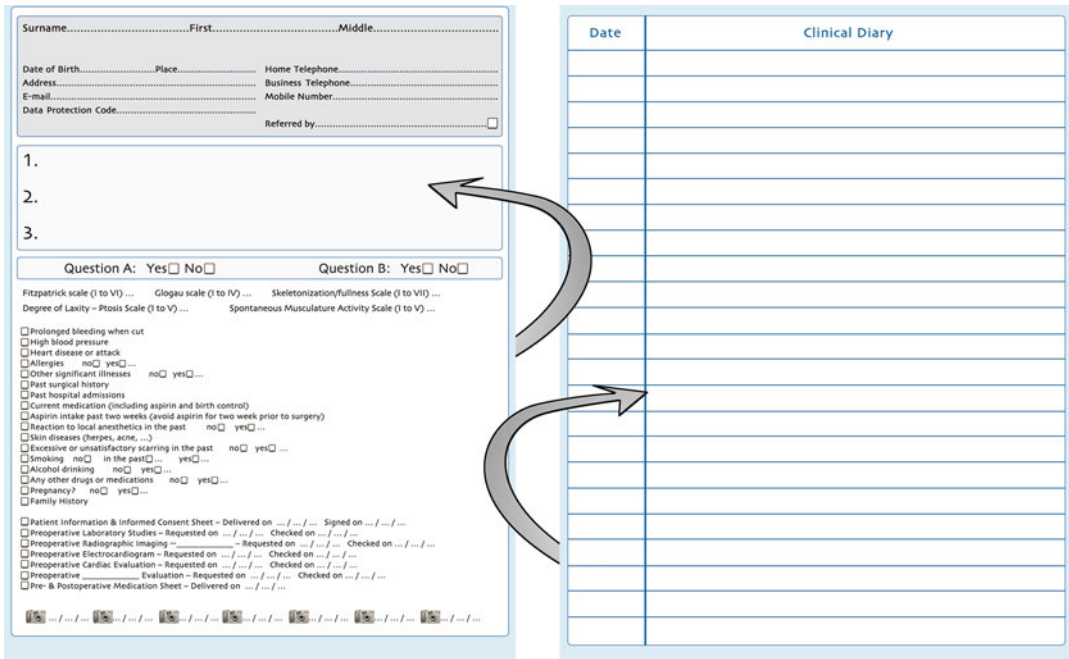 Surname................................First.................................Middle.................................
Date of Birth....................Place..................... Home Telephone..........................................
Address............................................................. Business Telephone.......................................
E-mail............................................................... Mobile Number............................................
Data Protection Code.....................................
Referred by..............................................☐
1.
2.
3.
Question A: Yes☐ No☐ Question B: Yes☐ No☐
Fitzpatrick scale (I to VI) ... Glogau scale (I to IV) ... Skeletonization/fullness Scale (I to VII) ...
Degree of Laxity – Ptosis Scale (I to V) ... Spontaneous Musculature Activity Scale (I to V) ...
☐Prolonged bleeding when cut
☐High blood pressure
☐Heart disease or attack
☐Allergies no☐ yes☐...
☐Other significant illnesses no☐ yes☐...
☐Past surgical history
☐Past hospital admissions
☐Current medication (including aspirin and birth control)
☐Aspirin intake past two weeks (avoid aspirin for two week prior to surgery)
☐Reaction to local anesthetics in the past no☐ yes☐...
☐Skin diseases (herpes, acne, ...)
☐Excessive or unsatisfactory scarring in the past no☐ yes☐ ...
☐Smoking no☐ in the past☐... yes☐...
☐Alcohol drinking no☐ yes☐...
☐Any other drugs or medications no☐ yes☐...
☐Pregnancy? no☐ yes☐...
☐Family History
☐Patient Information & Informed Consent Sheet – Delivered on ... / ... / ... Signed on ... / ... / ...
☐Preoperative Laboratory Studies – Requested on ... / ... / ... Checked on ... / ... / ...
☐Preoperative Radiographic Imaging --____________ – Requested on ... / ... / ... Checked on ... / ... / ...
☐Preoperative Electrocardiogram – Requested on ... / ... / ... Checked on ... / ... / ...
☐Preoperative Cardiac Evaluation – Requested on ... / ... / ... Checked on ... / ... / ...
☐Preoperative ____________ Evaluation – Requested on ... / ... / ... Checked on ... / ... / ...
☐Pre- & Postoperative Medication Sheet – Delivered on ... / ... / ...
... / ... / ... ... / ... / ... ... / ... / ... ... / ... / ... ... / ... / ... ... / ... / ... ... / ... / ...
Date Clinical Diary